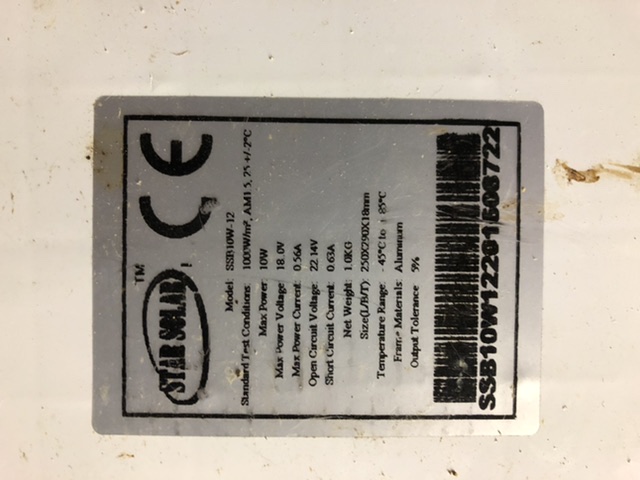 STAR SOLAR
TM
CE
Model: SSB10W-12
Standard Test Conditions: 1000W/m², AM1.5, 25+/-2°C
Max Power: 10W
Max Power Voltage: 18.0V
Max Power Current: 0.56A
Open Circuit Voltage: 22.14V
Short Circuit Current: 0.63A
Net Weight: 1.0KG
Size(L/B/T): 250X290X18mm
Temperature Range: -45°C to + 85°C
Frame Materials: Aluminum
Output Tolerance 5%
SSB10W12201608722